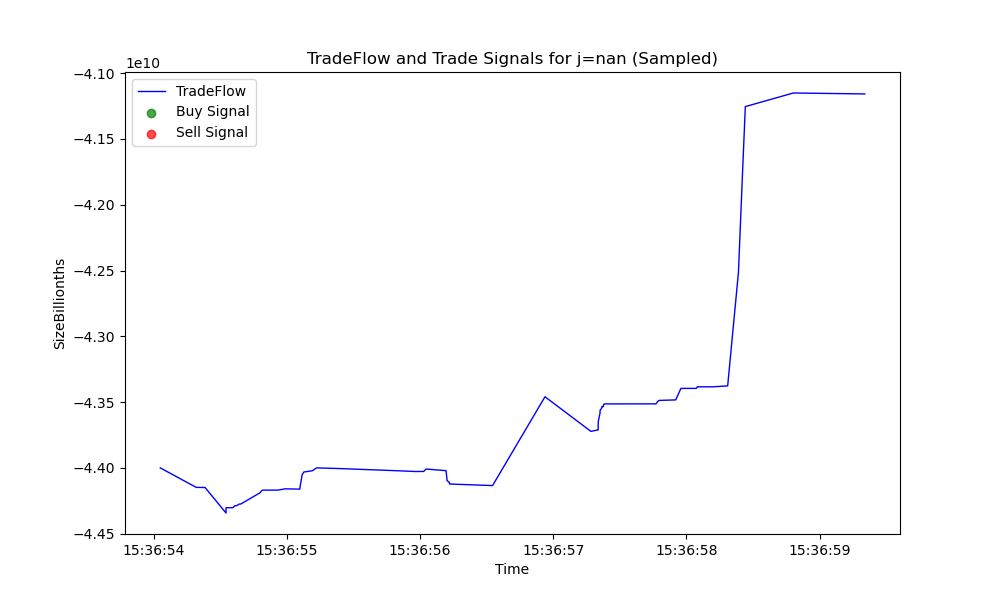 TradeFlow and Trade Signals for j=nan (Sampled)
1e10
TradeFlow
Buy Signal
Sell Signal
−4.10
−4.15
−4.20
−4.25
−4.30
−4.35
−4.40
−4.45
SizeBillionths
15:36:54 15:36:55 15:36:56 15:36:57 15:36:58 15:36:59
Time